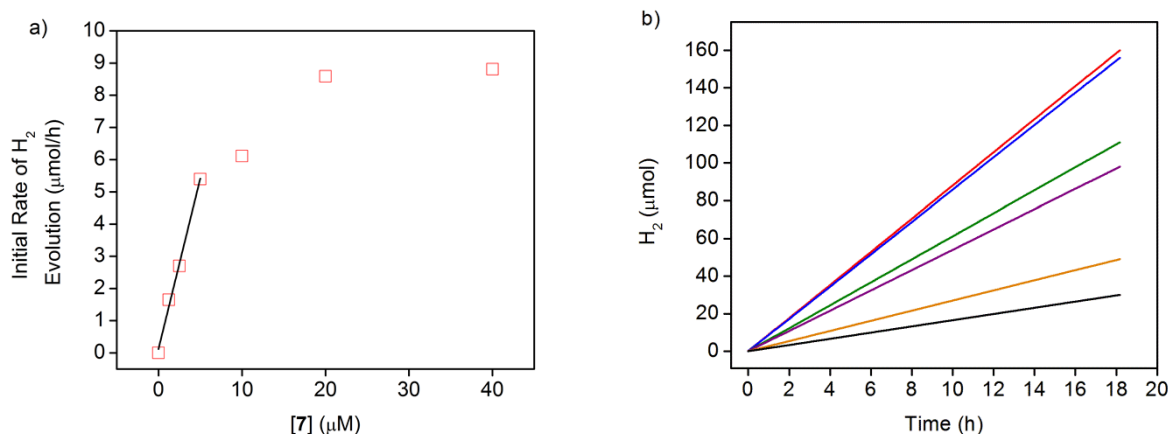 a)
Initial Rate of H2
Evolution (μmol/h)
10
9
8
7
6
5
4
3
2
1
0
0 10 20 30 40
[7] (μM)
b)
H2 (μmol)
160
140
120
100
80
60
40
20
0
0 2 4 6 8 10 12 14 16 18 20
Time (h)